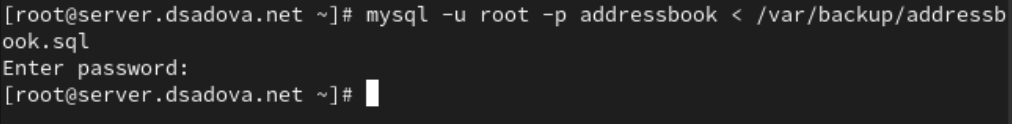 [root@server.dsadova.net ~]# mysql -u root -p addressbook < /var/backup/addressb
ook.sql
Enter password:
[root@server.dsadova.net ~]#